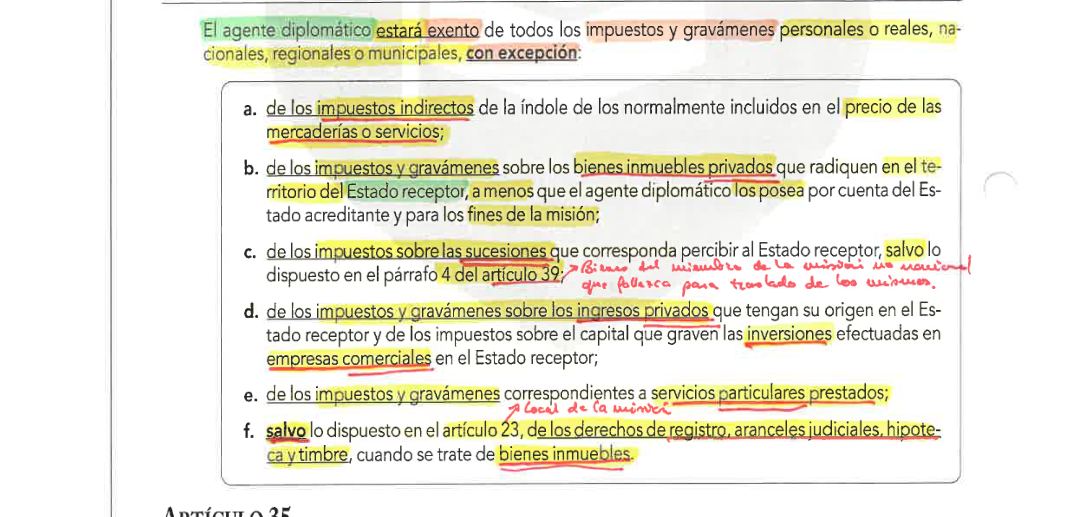 El agente diplomático estará exento de todos los impuestos y gravámenes personales o reales, na-
cionales, regionales o municipales, con excepción:
a. de los impuestos indirectos de la índole de los normalmente incluidos en el precio de las
mercaderías o servicios;
b. de los impuestos y gravámenes sobre los bienes inmuebles privados que radiquen en el te-
rritorio del Estado receptor, a menos que el agente diplomático los posea por cuenta del Es-
tado acreditante y para los fines de la misión;
c. de los impuestos sobre las sucesiones que corresponda percibir al Estado receptor, salvo lo
dispuesto en el párrafo 4 del artículo 39;
Bienes del miembro de la misión no nacional
que fallezca para traslado de los mismos.
d. de los impuestos y gravámenes sobre los ingresos privados que tengan su origen en el Es-
tado receptor y de los impuestos sobre el capital que graven las inversiones efectuadas en
empresas comerciales en el Estado receptor;
e. de los impuestos y gravámenes correspondientes a servicios particulares prestados;
Local de la misión
f. salvo lo dispuesto en el artículo 23, de los derechos de registro, aranceles judiciales, hipote-
ca y timbre, cuando se trate de bienes inmuebles.
ARTÍCULO 35